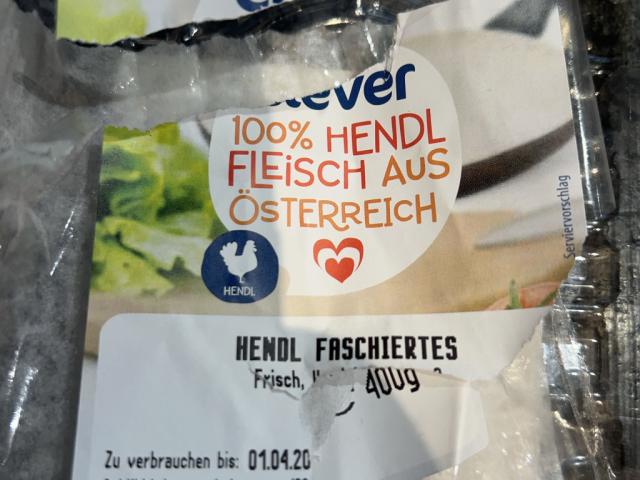 clever
100% HENDL
FLEISCH AUS
ÖSTERREICH
HENDL
Serviervorschlag
HENDL FASCHIERTES
Frisch, 400g
Zu verbrauchen bis: 01.04.20